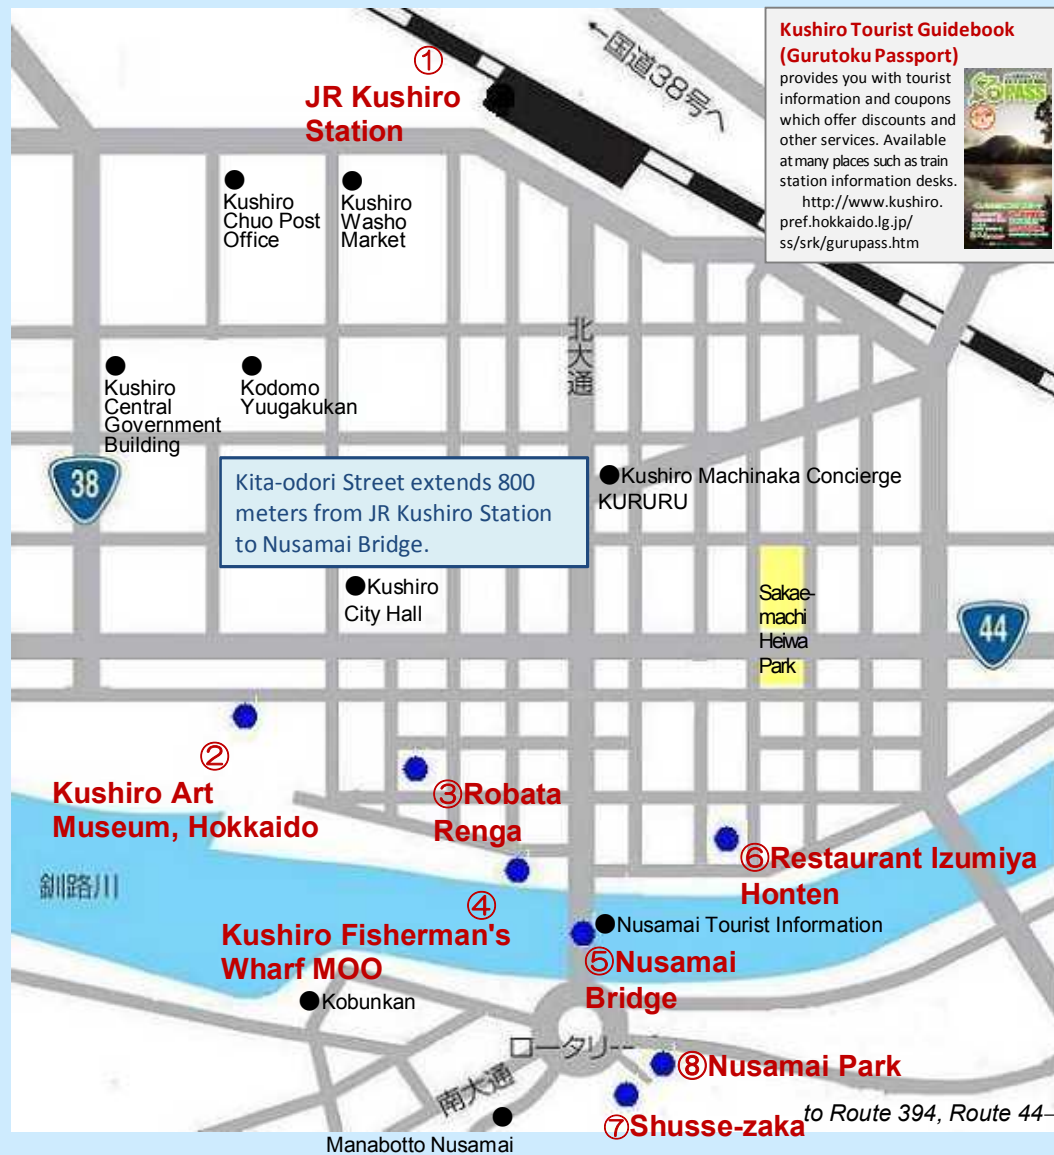 Kushiro Tourist Guidebook
(Gurutoku Passport)
provides you with tourist
information and coupons
which offer discounts and
other services. Available
at many places such as train
station information desks.
http://www.kushiro.
pref.hokkaido.lg.jp/
ss/srk/gurupass.htm
PASS
←国道38号へ
①
JR Kushiro
Station
Kushiro
Chuo Post
Office
Kushiro
Washo
Market
北大通
Kushiro
Central
Government
Building
Kodomo
Yuugakukan
38
Kita-odori Street extends 800
meters from JR Kushiro Station
to Nusamai Bridge.
Kushiro Machinaka Concierge
KURURU
Kushiro
City Hall
Sakae-
machi
Heiwa
Park
44
②
Kushiro Art
Museum, Hokkaido
③Robata
Renga
⑥Restaurant Izumiya
Honten
釧路川
④
Kushiro Fisherman's
Wharf MOO
Nusamai Tourist Information
⑤Nusamai
Bridge
Kobunkan
ロータリー
⑧Nusamai Park
南大通
⑦Shusse-zaka
to Route 394, Route 44
Manabotto Nusamai